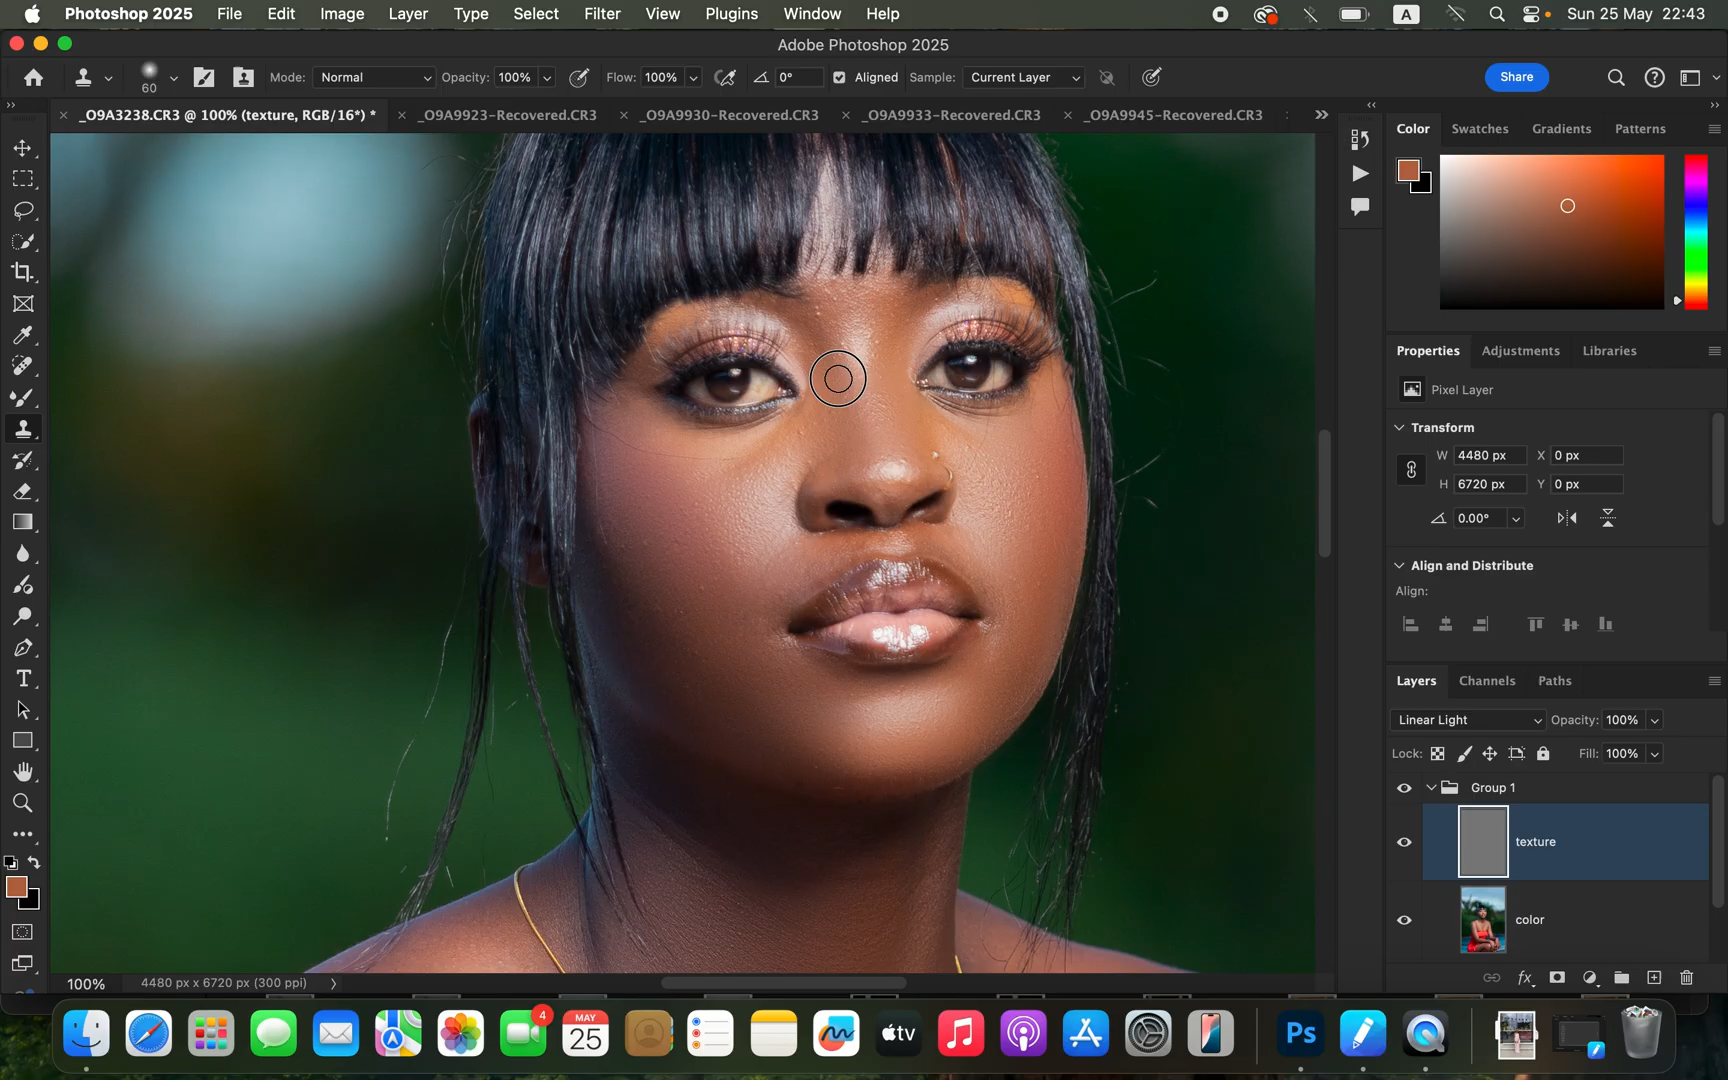 Photoshop 2025 File Edit Image Layer Type Select Filter View Plugins Window Help A Sun 25 May 22:43
Adobe Photoshop 2025
60 Mode: Normal Opacity: 100% Flow: 100% 0° Aligned Sample: Current Layer Share
_O9A3238.CR3 @ 100% (texture, RGB/16*) * _O9A9923-Recovered.CR3 _O9A9930-Recovered.CR3 _O9A9933-Recovered.CR3 _O9A9945-Recovered.CR3
Color Swatches Gradients Patterns
Properties Adjustments Libraries
Pixel Layer
Transform
W 4480 px X 0 px
H 6720 px Y 0 px
0.00°
Align and Distribute
Align:
Layers Channels Paths
Linear Light Opacity: 100%
Lock: Fill: 100%
Group 1
texture
color
fx
100% 4480 px x 6720 px (300 ppi)
4
MAY
25
tv
Ps